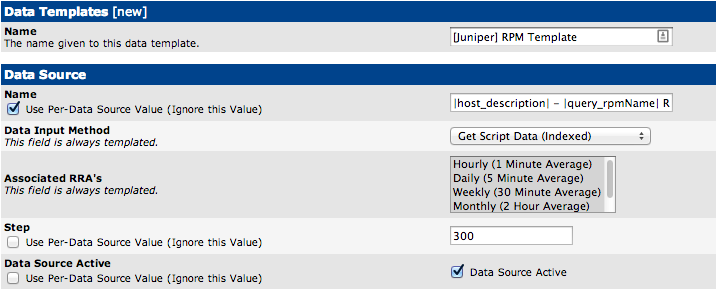 Data Templates [new]
Name
The name given to this data template.
[Juniper] RPM Template
Data Source
Name
Use Per-Data Source Value (Ignore this Value)
|host_description| - |query_rpmName| R
Data Input Method
This field is always templated.
Get Script Data (Indexed)
Associated RRA's
This field is always templated.
Hourly (1 Minute Average)
Daily (5 Minute Average)
Weekly (30 Minute Average)
Monthly (2 Hour Average)
Step
Use Per-Data Source Value (Ignore this Value)
300
Data Source Active
Use Per-Data Source Value (Ignore this Value)
Data Source Active